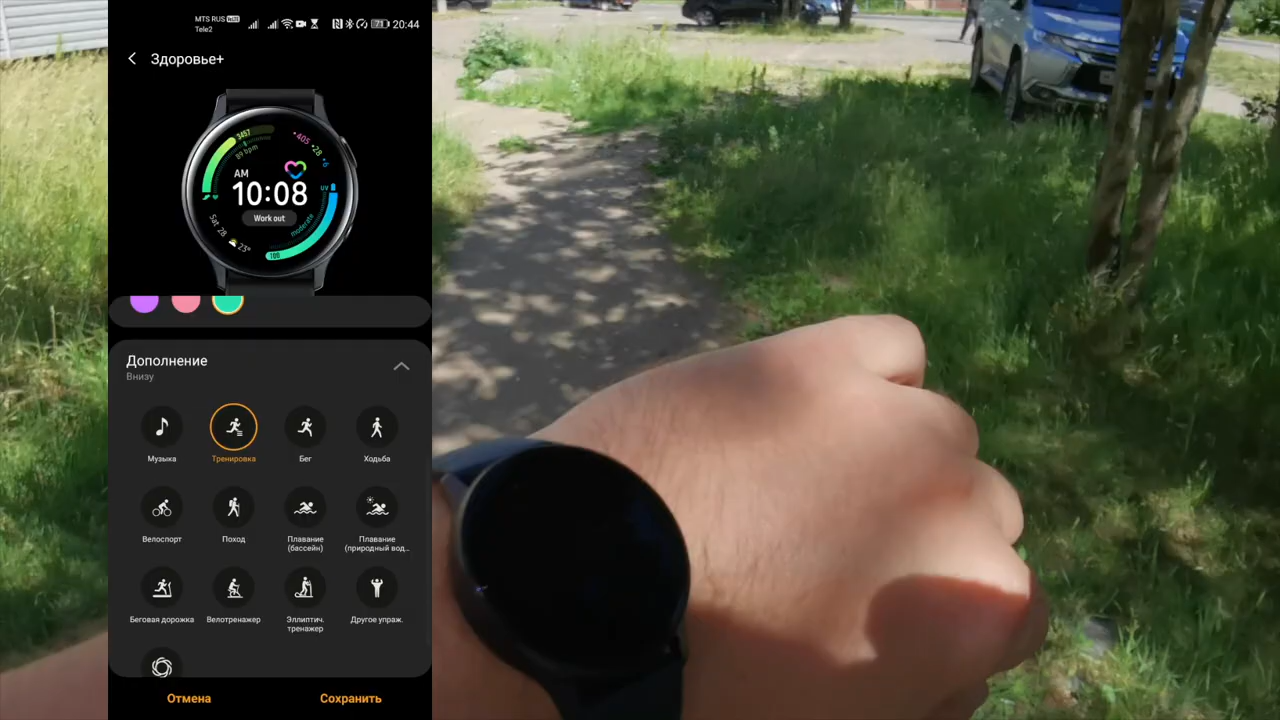 MTS RUS VoLTE
Tele2
71
20:44
Здоровье+
3457
89 bpm
405
28
6
AM
10:08
UV
Work out
moderate
Sat, 28
23°
100
Дополнение
Внизу
Музыка
Тренировка
Бег
Ходьба
Велоспорт
Поход
Плавание
(бассейн)
Плавание
(природный вод…
Беговая дорожка
Велотренажер
Эллиптич.
тренажер
Другое упраж.
Отмена
Сохранить